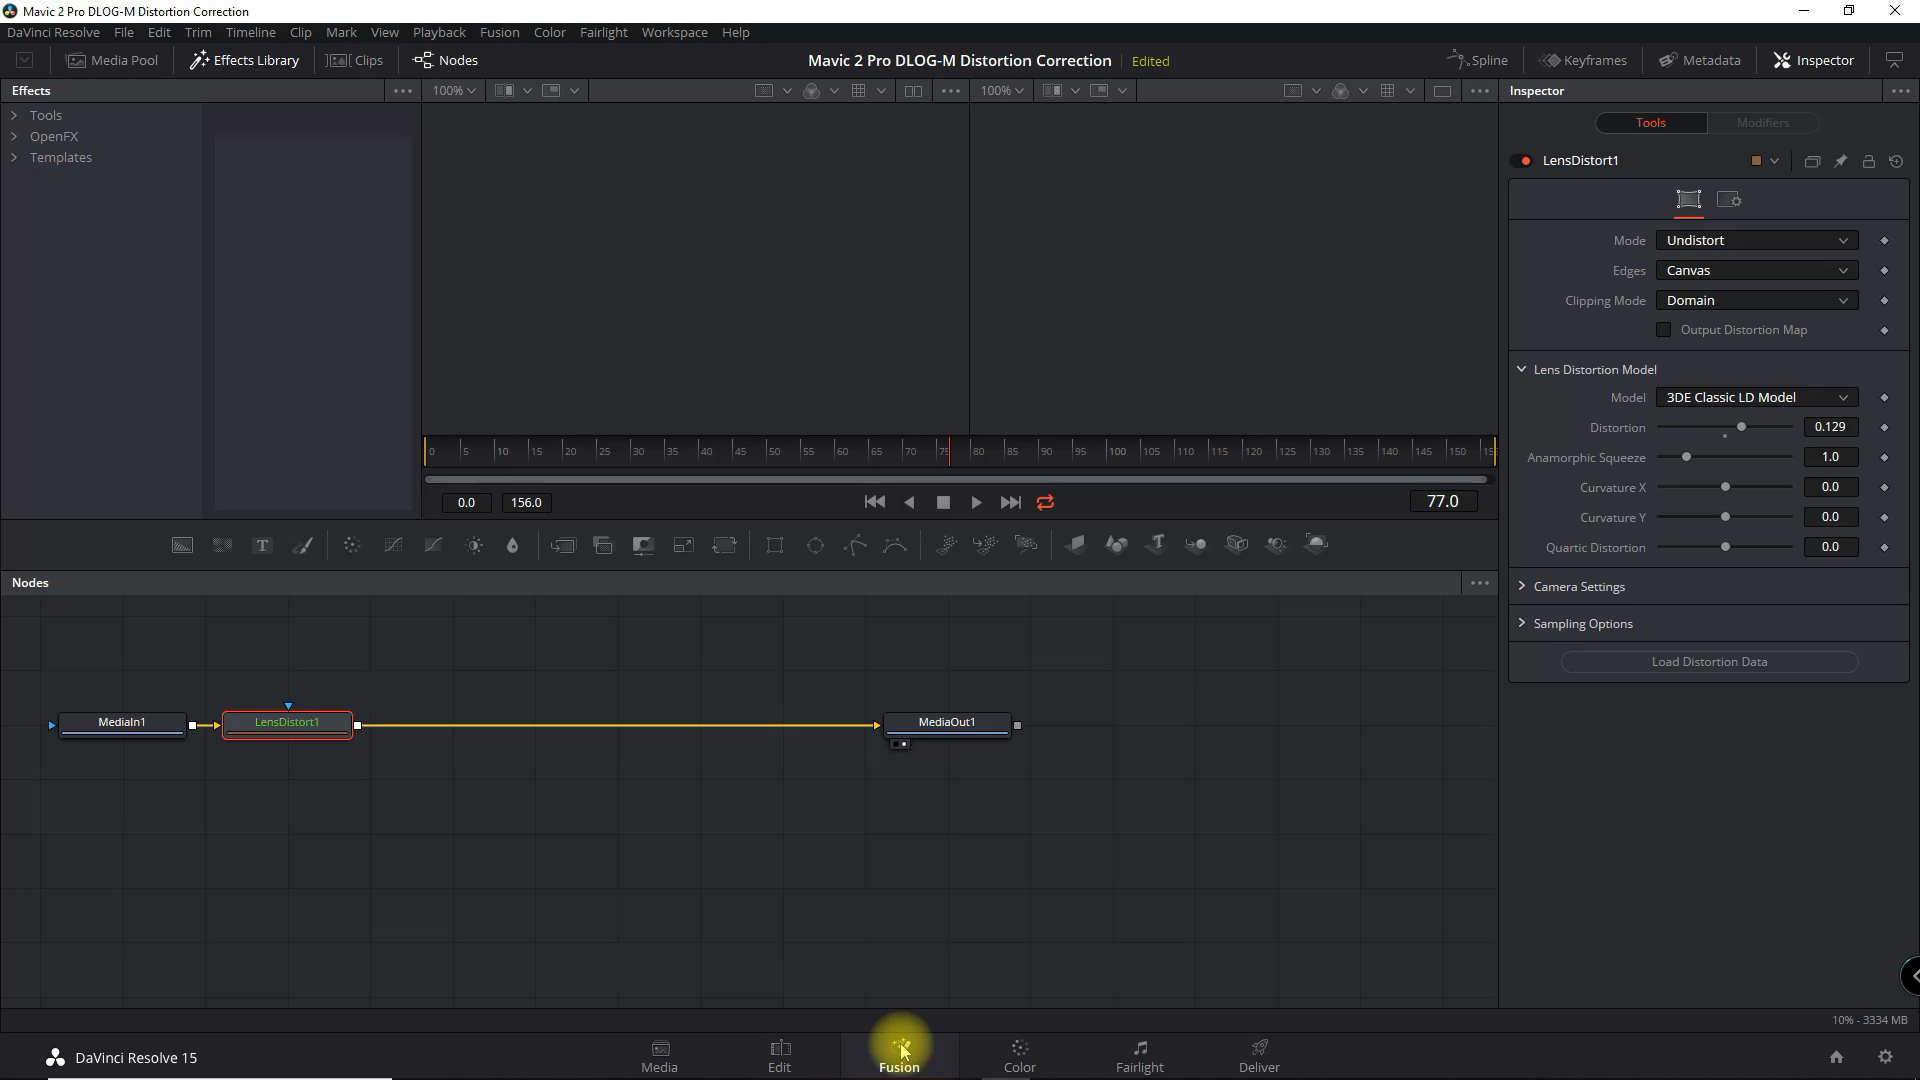 Mavic 2 Pro DLOG-M Distortion Correction
DaVinci Resolve File Edit Trim Timeline Clip Mark View Playback Fusion Color Fairlight Workspace Help
Media Pool Effects Library Clips Nodes Mavic 2 Pro DLOG-M Distortion Correction Edited Spline Keyframes Metadata Inspector
Effects 100% 100% Inspector
Tools
OpenFX
Templates
Tools Modifiers
LensDistort1
Mode Undistort
Edges Canvas
Clipping Mode Domain
Output Distortion Map
Lens Distortion Model
Model 3DE Classic LD Model
Distortion 0.129
Anamorphic Squeeze 1.0
Curvature X 0.0
Curvature Y 0.0
Quartic Distortion 0.0
Camera Settings
Sampling Options
Load Distortion Data
0 5 10 15 20 25 30 35 40 45 50 55 60 65 70 75 80 85 90 95 100 105 110 115 120 125 130 135 140 145 150
0.0 156.0 77.0
Nodes
MediaIn1 LensDistort1 MediaOut1
10% - 3334 MB
DaVinci Resolve 15 Media Edit Fusion Color Fairlight Deliver